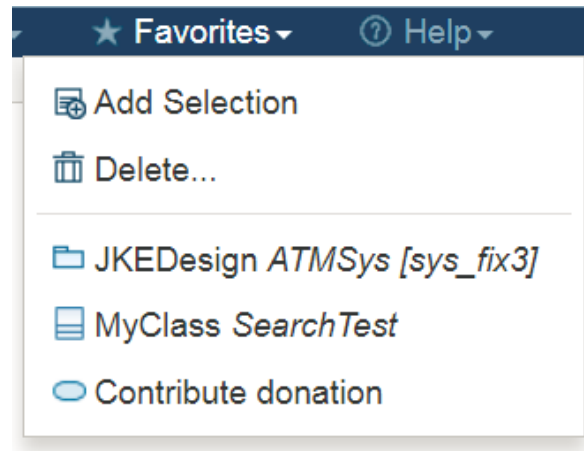 Favorites Help
Add Selection
Delete...
JKEDesign ATMSys [sys_fix3]
MyClass SearchTest
Contribute donation